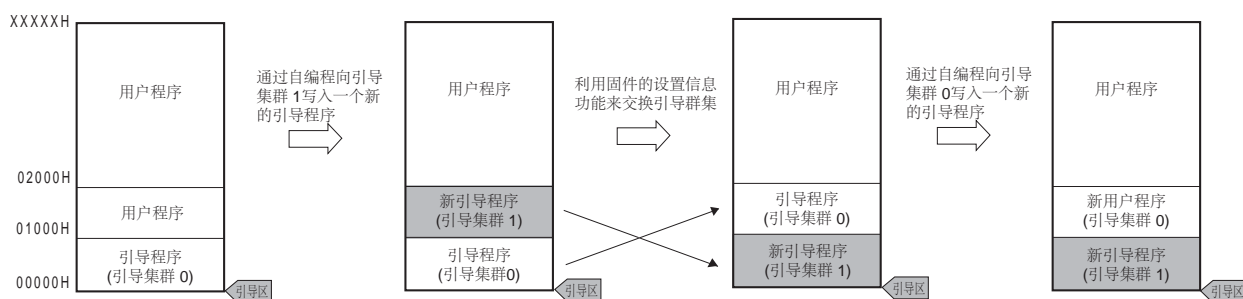 XXXXXH
用户程序
02000H
用户程序
01000H
引导程序
(引导集群 0)
00000H
引导区
通过自编程向引导
集群 1写入一个新
的引导程序
用户程序
新引导程序
(引导集群 1)
引导程序
(引导集群0)
引导区
利用固件的设置信息
功能来交换引导群集
用户程序
引导程序
(引导集群 0)
新引导程序
(引导集群 1)
引导区
通过自编程向引导
集群 0写入一个新
的引导程序
用户程序
新用户程序
(引导集群 0)
新引导程序
(引导集群 1)
引导区